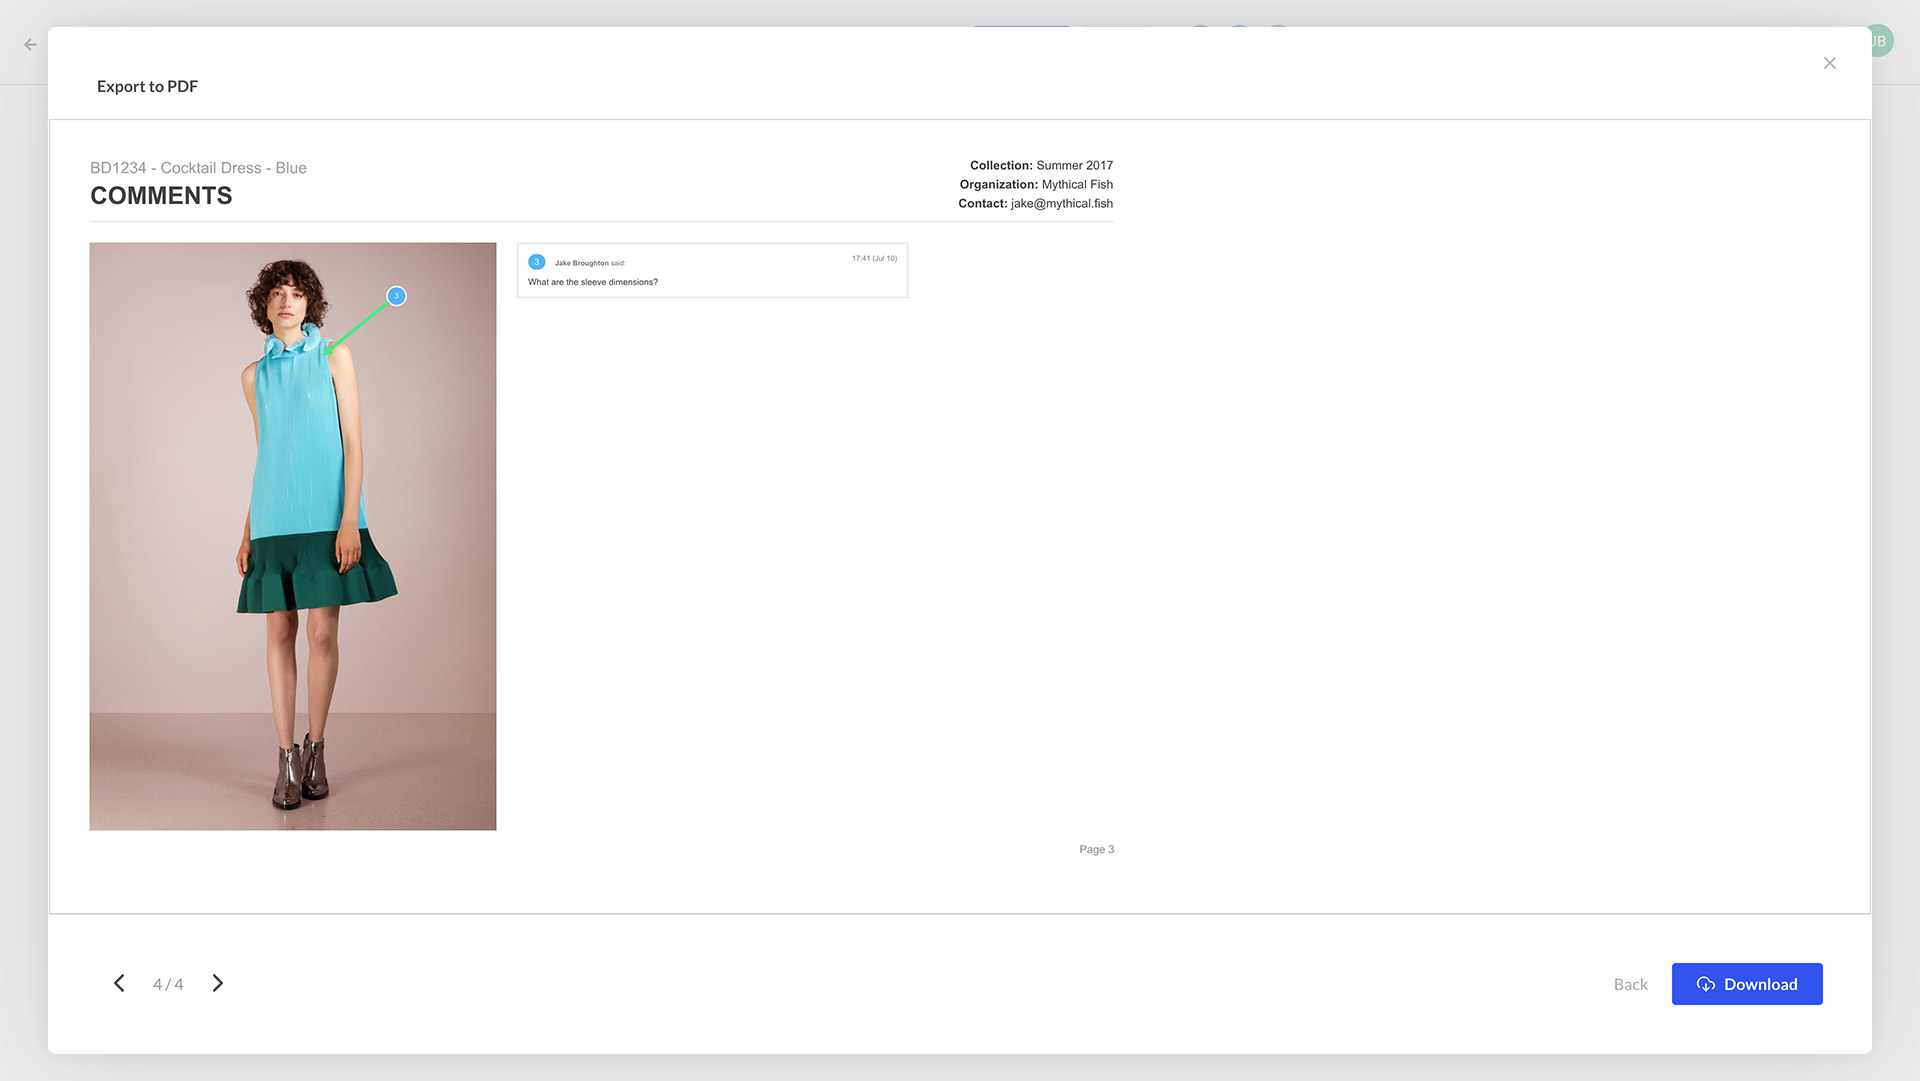 JB
Export to PDF
BD1234 - Cocktail Dress - Blue
COMMENTS
Collection: Summer 2017
Organization: Mythical Fish
Contact: jake@mythical.fish
3
3 Jake Broughton said: 17:41 (Jul 10)
What are the sleeve dimensions?
Page 3
4 / 4
Back
Download